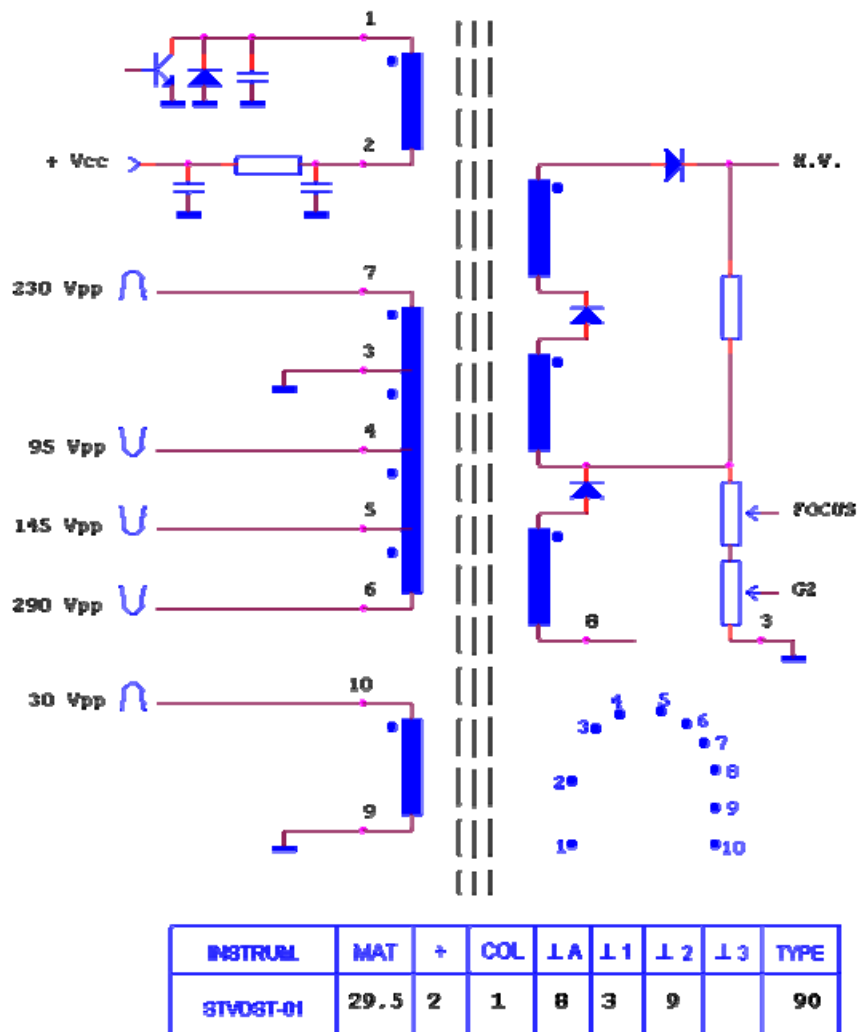 1
2
+ Vcc
H.V.
7
230 Vpp
3
4
95 Vpp
5
145 Vpp
FOCUS
6
290 Vpp
G2
8
3
10
30 Vpp
9
1
2
3
4
5
6
7
8
9
10
INSTRUM. MAT + COL ⊥A ⊥1 ⊥2 ⊥3 TYPE
STVDST-01 29.5 2 1 8 3 9 90